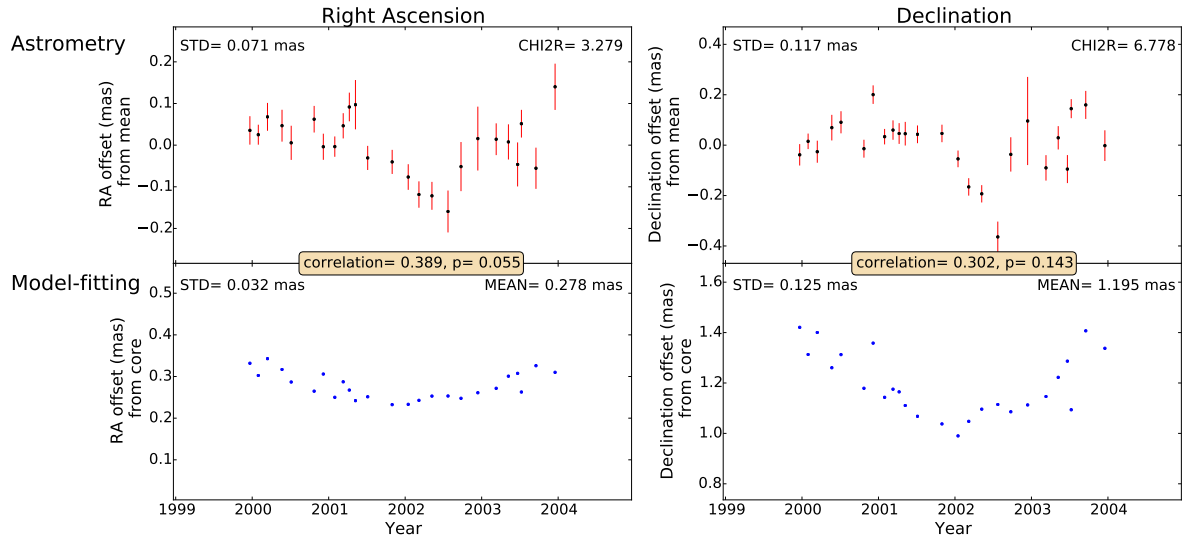 Right Ascension
Declination
Astrometry
STD= 0.071 mas
CHI2R= 3.279
RA offset (mas)
from mean
0.2
0.1
0.0
−0.1
−0.2
STD= 0.117 mas
CHI2R= 6.778
Declination offset (mas)
from mean
0.4
0.2
0.0
−0.2
−0.4
correlation= 0.389, p= 0.055
correlation= 0.302, p= 0.143
Model-fitting
STD= 0.032 mas
MEAN= 0.278 mas
RA offset (mas)
from core
0.5
0.4
0.3
0.2
0.1
STD= 0.125 mas
MEAN= 1.195 mas
Declination offset (mas)
from core
1.6
1.4
1.2
1.0
0.8
1999 2000 2001 2002 2003 2004
Year
1999 2000 2001 2002 2003 2004
Year